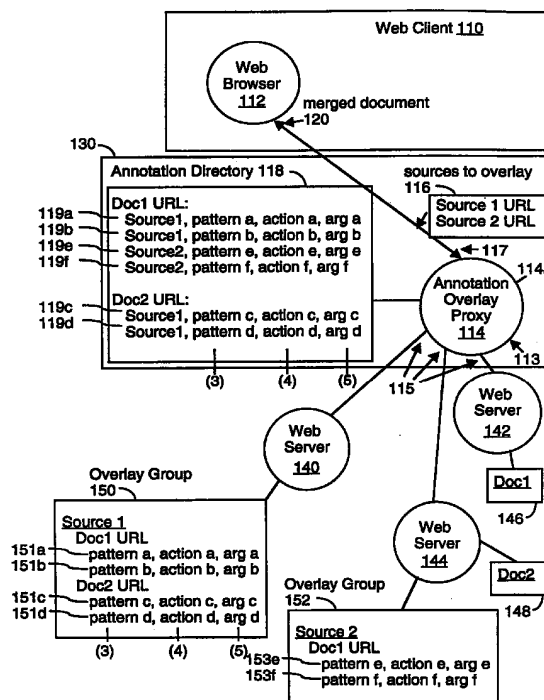 Web Client 110
Web
Browser
112
merged document
120
130
Annotation Directory 118
sources to overlay
116
Source 1 URL
Source 2 URL
Doc1 URL:
119a Source1, pattern a, action a, arg a
119b Source1, pattern b, action b, arg b
119e Source2, pattern e, action e, arg e
119f Source2, pattern f, action f, arg f
Doc2 URL:
119c Source1, pattern c, action c, arg c
119d Source1, pattern d, action d, arg d
(3) (4) (5)
117
114
Annotation
Overlay
Proxy
114
113
115
Web
Server
142
Doc1
146
Web
Server
140
Overlay Group
150
Source 1
Doc1 URL
151a pattern a, action a, arg a
151b pattern b, action b, arg b
Doc2 URL
151c pattern c, action c, arg c
151d pattern d, action d, arg d
(3) (4) (5)
Web
Server
144
Doc2
148
Overlay Group
152
Source 2
Doc1 URL
153e pattern e, action e, arg e
153f pattern f, action f, arg f